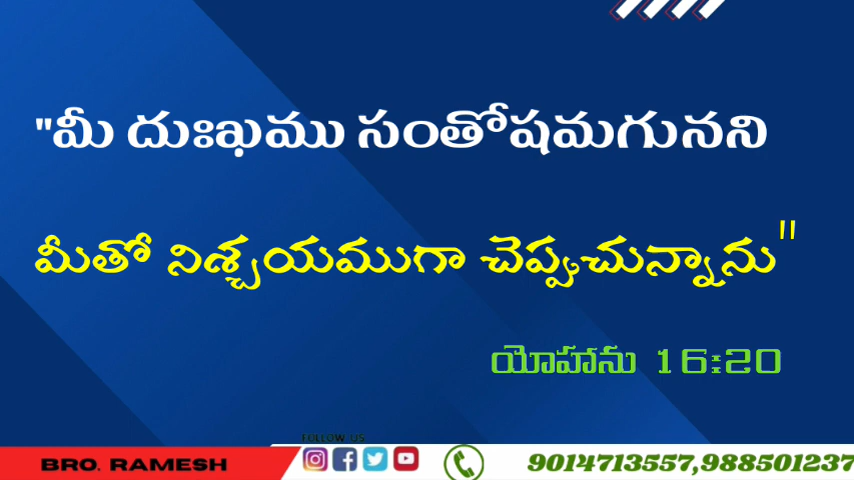 "మీ దుఃఖము సంతోషమగునని
మీతో నిశ్చయముగా చెప్పుచున్నాను"
యోహాను 16:20
FOLLOW US
BRO. RAMESH
9014713557,988501237